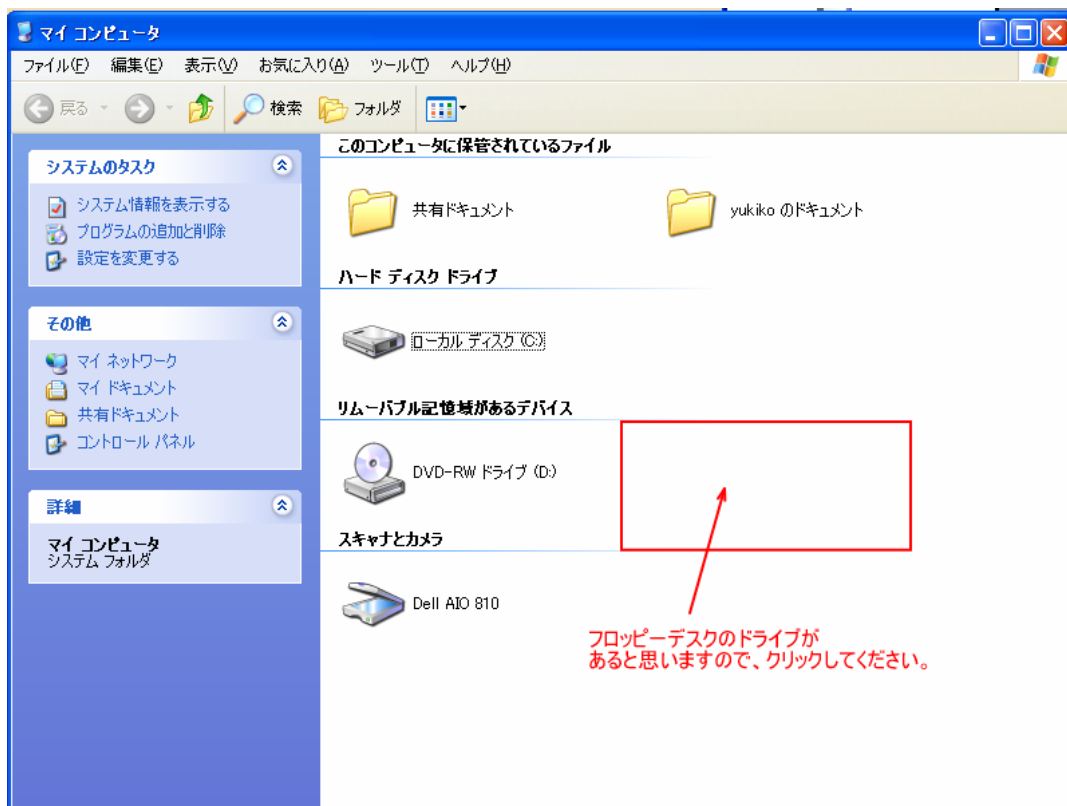 マイ コンピュータ
ファイル(F) 編集(E) 表示(V) お気に入り(A) ツール(T) ヘルプ(H)
戻る 検索 フォルダ
システムのタスク
システム情報を表示する
プログラムの追加と削除
設定を変更する
その他
マイ ネットワーク
マイ ドキュメント
共有ドキュメント
コントロール パネル
詳細
マイ コンピュータ
システム フォルダ
このコンピュータに保管されているファイル
共有ドキュメント
yukiko のドキュメント
ハード ディスク ドライブ
ローカル ディスク (C:)
リムーバブル記憶域があるデバイス
DVD-RW ドライブ (D:)
スキャナとカメラ
Dell AIO 810
フロッピーデスクのドライブが
あると思いますので、クリックしてください。